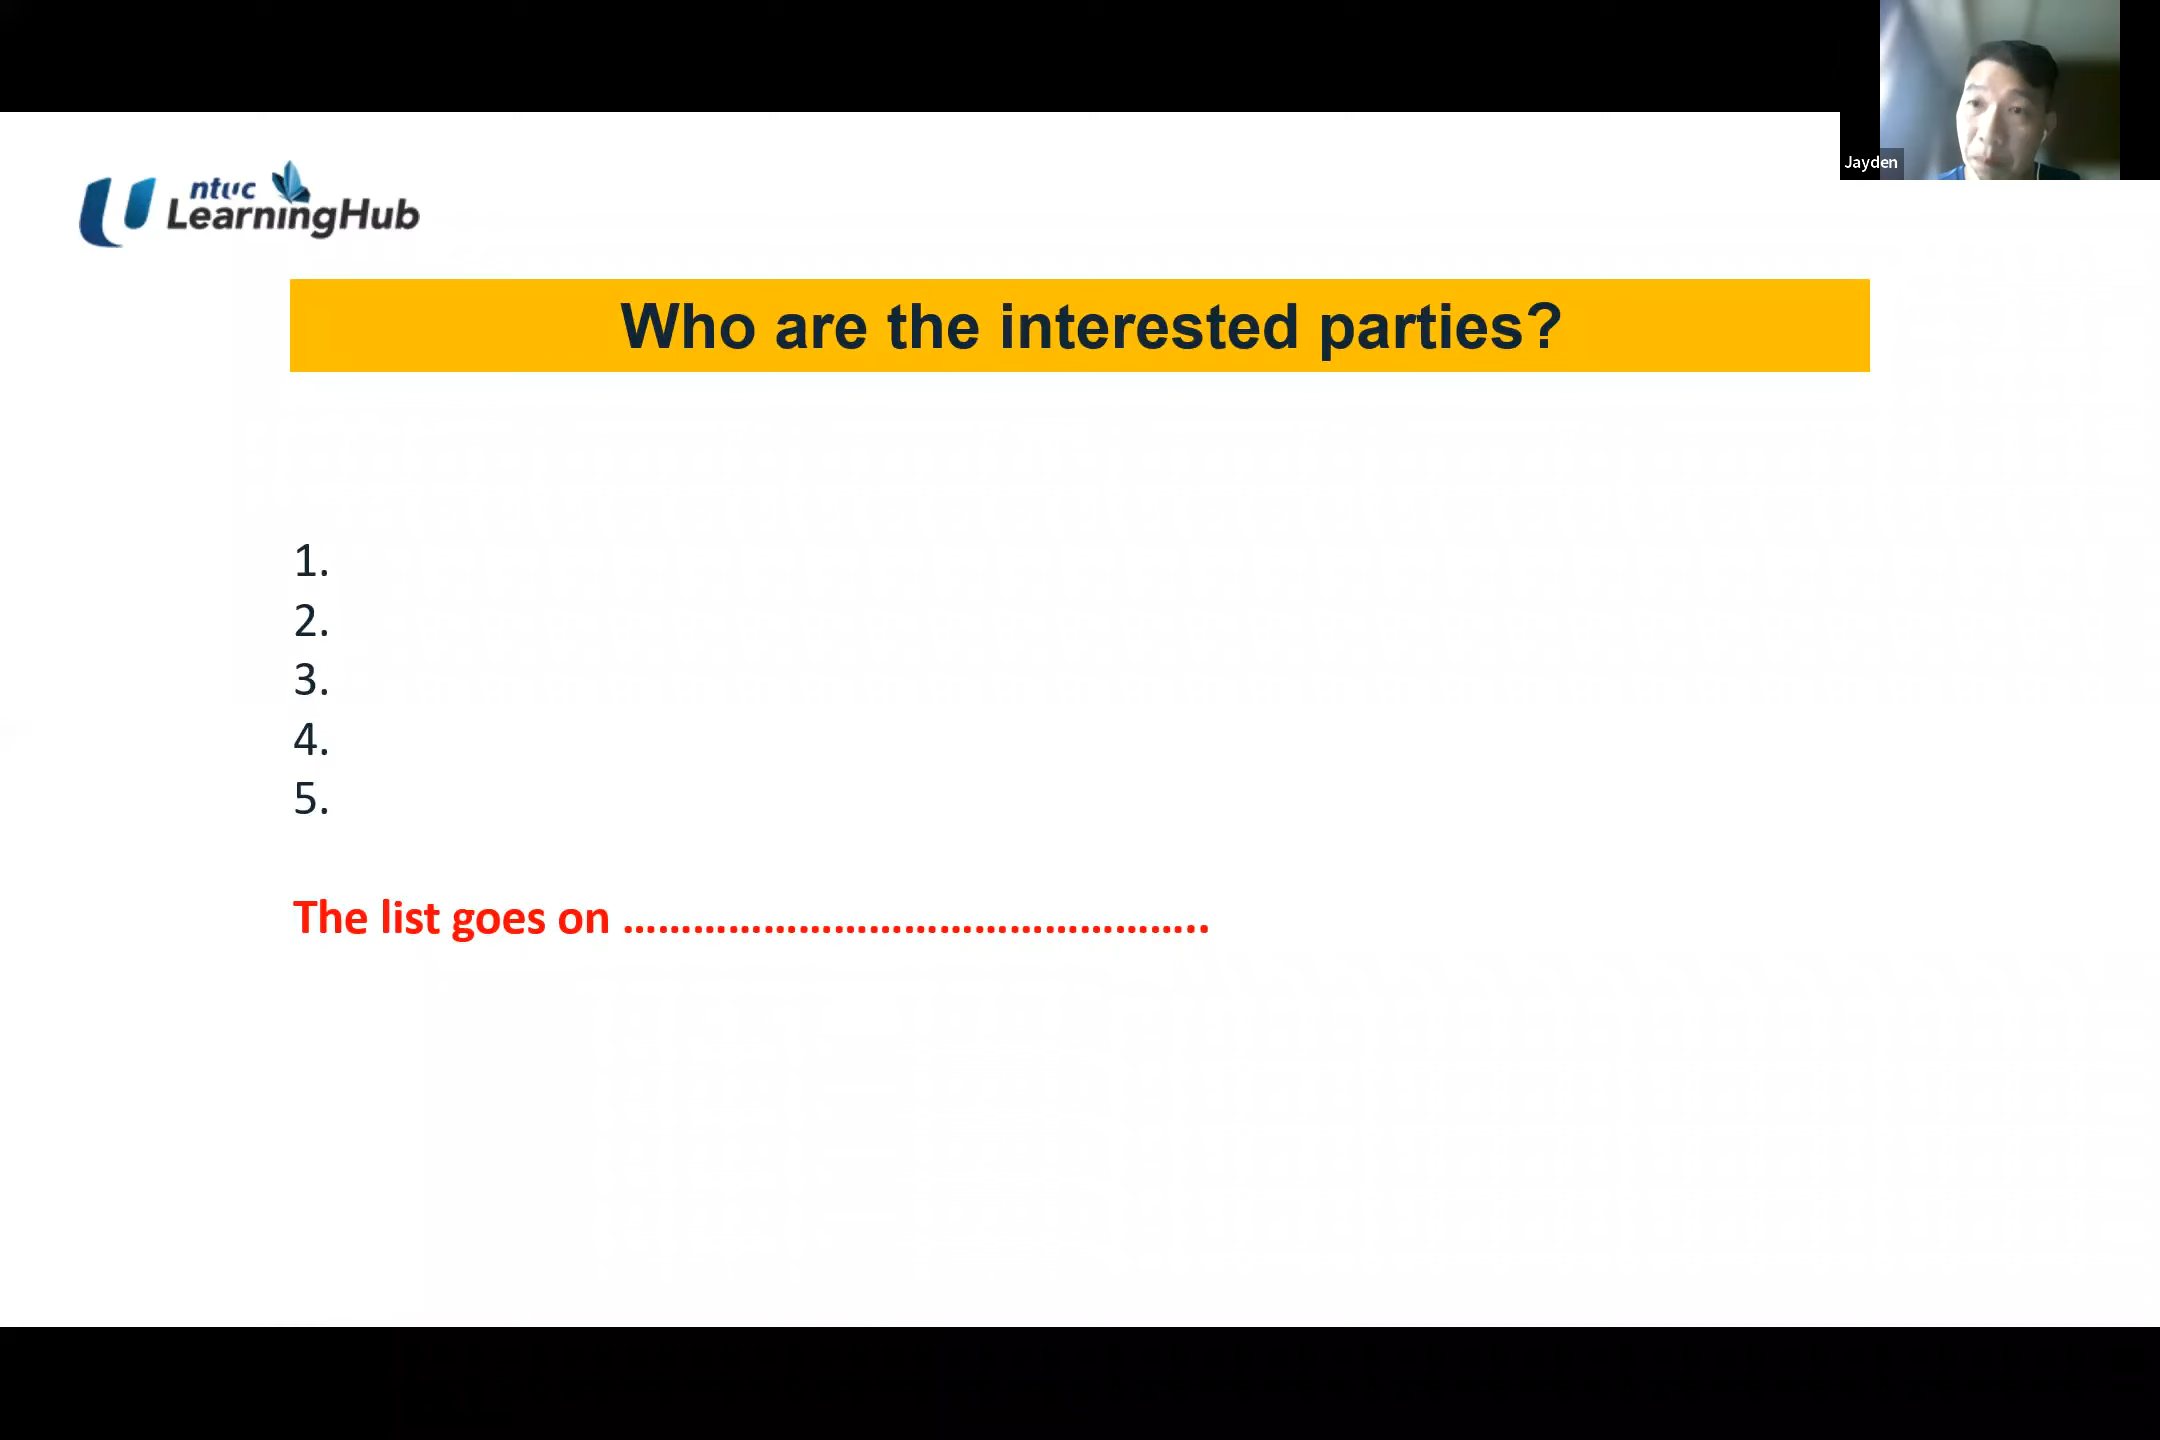 Jayden
ntuc
LearningHub
Who are the interested parties?
1.
2.
3.
4.
5.
The list goes on ……………………………………………..